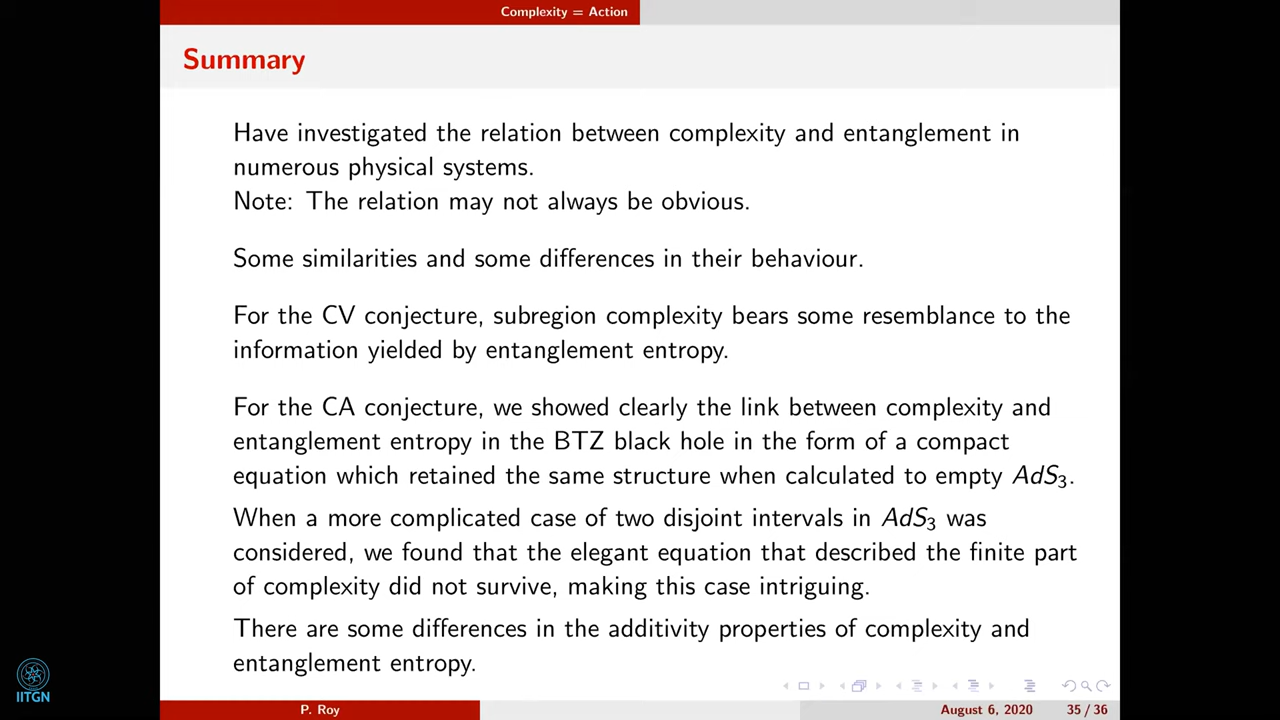 Complexity = Action
Summary
Have investigated the relation between complexity and entanglement in
numerous physical systems.
Note: The relation may not always be obvious.
Some similarities and some differences in their behaviour.
For the CV conjecture, subregion complexity bears some resemblance to the
information yielded by entanglement entropy.
For the CA conjecture, we showed clearly the link between complexity and
entanglement entropy in the BTZ black hole in the form of a compact
equation which retained the same structure when calculated to empty AdS₃.
When a more complicated case of two disjoint intervals in AdS₃ was
considered, we found that the elegant equation that described the finite part
of complexity did not survive, making this case intriguing.
There are some differences in the additivity properties of complexity and
entanglement entropy.
IITGN
P. Roy
August 6, 2020
35 / 36